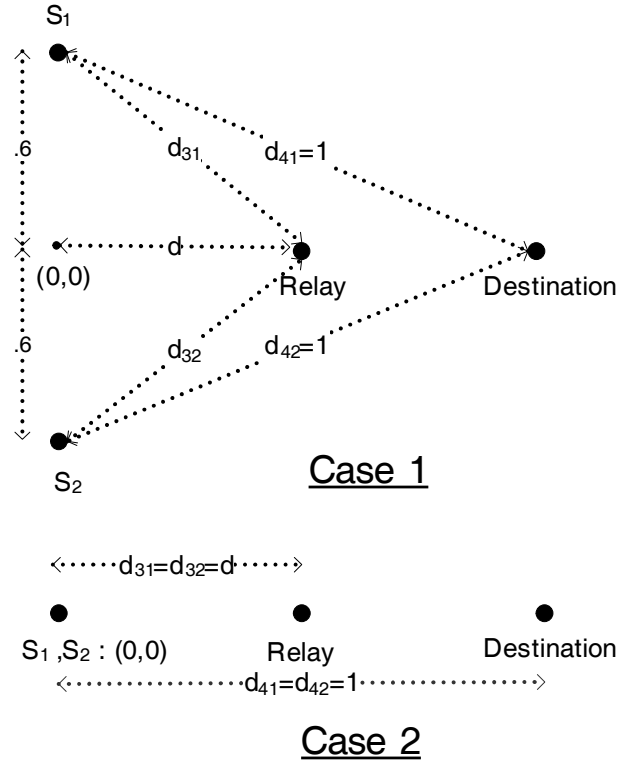 S1
.6
d31
d41=1
d
(0,0)
Relay
Destination
.6
d32
d42=1
S2
Case 1
d31=d32=d
S1 ,S2 : (0,0)
Relay
Destination
d41=d42=1
Case 2